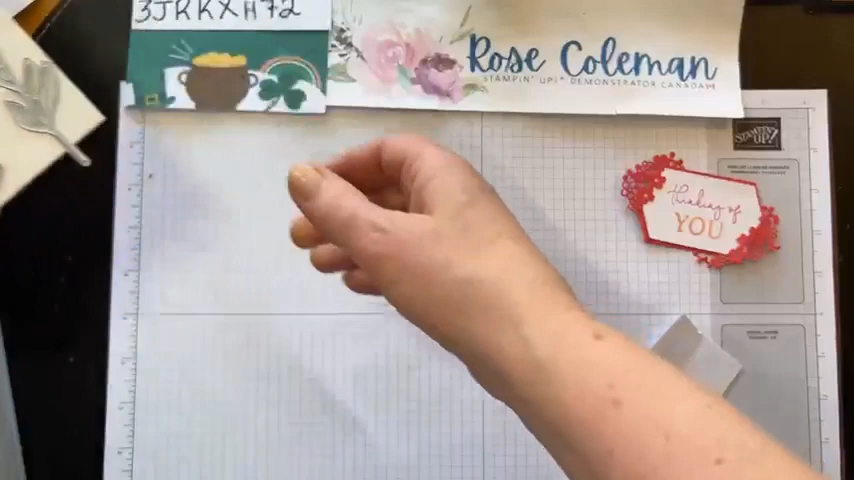 3JRKXH72
Rose Coleman
STAMPIN' UP!® DEMONSTRATOR CANADA
STAMPIN' UP!
thinking of
YOU